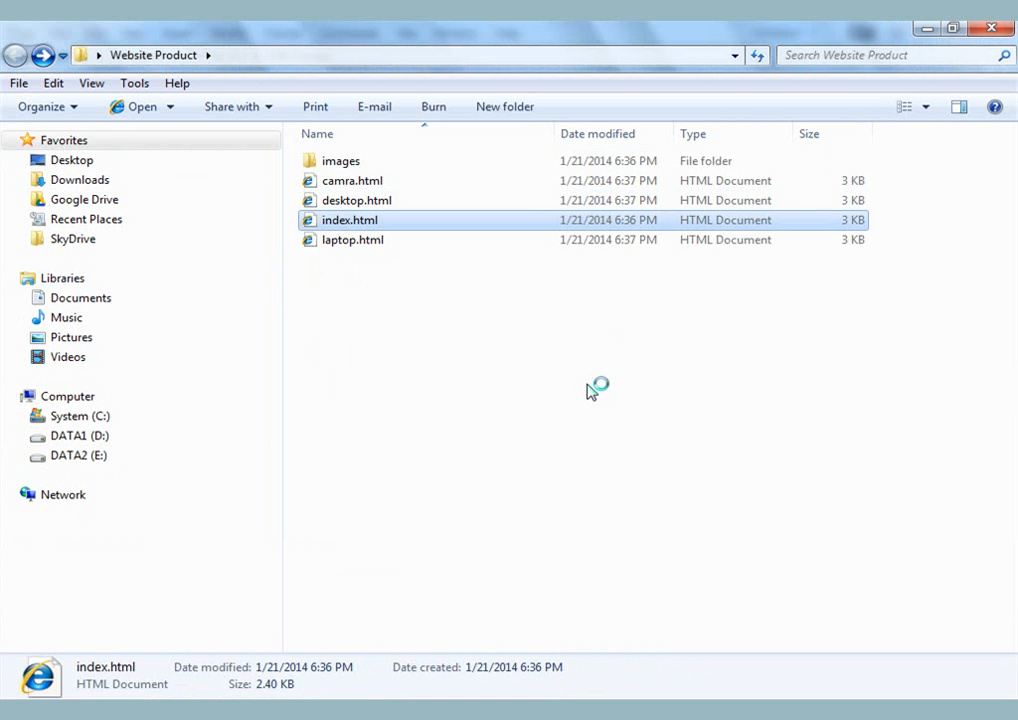 Website Product
Search Website Product
File Edit View Tools Help
Organize Open Share with Print E-mail Burn New folder
Name Date modified Type Size
Favorites
Desktop
Downloads
Google Drive
Recent Places
SkyDrive
Libraries
Documents
Music
Pictures
Videos
Computer
System (C:)
DATA1 (D:)
DATA2 (E:)
Network
images 1/21/2014 6:36 PM File folder
camra.html 1/21/2014 6:37 PM HTML Document 3 KB
desktop.html 1/21/2014 6:37 PM HTML Document 3 KB
index.html 1/21/2014 6:36 PM HTML Document 3 KB
laptop.html 1/21/2014 6:37 PM HTML Document 3 KB
index.html Date modified: 1/21/2014 6:36 PM Date created: 1/21/2014 6:36 PM
HTML Document Size: 2.40 KB